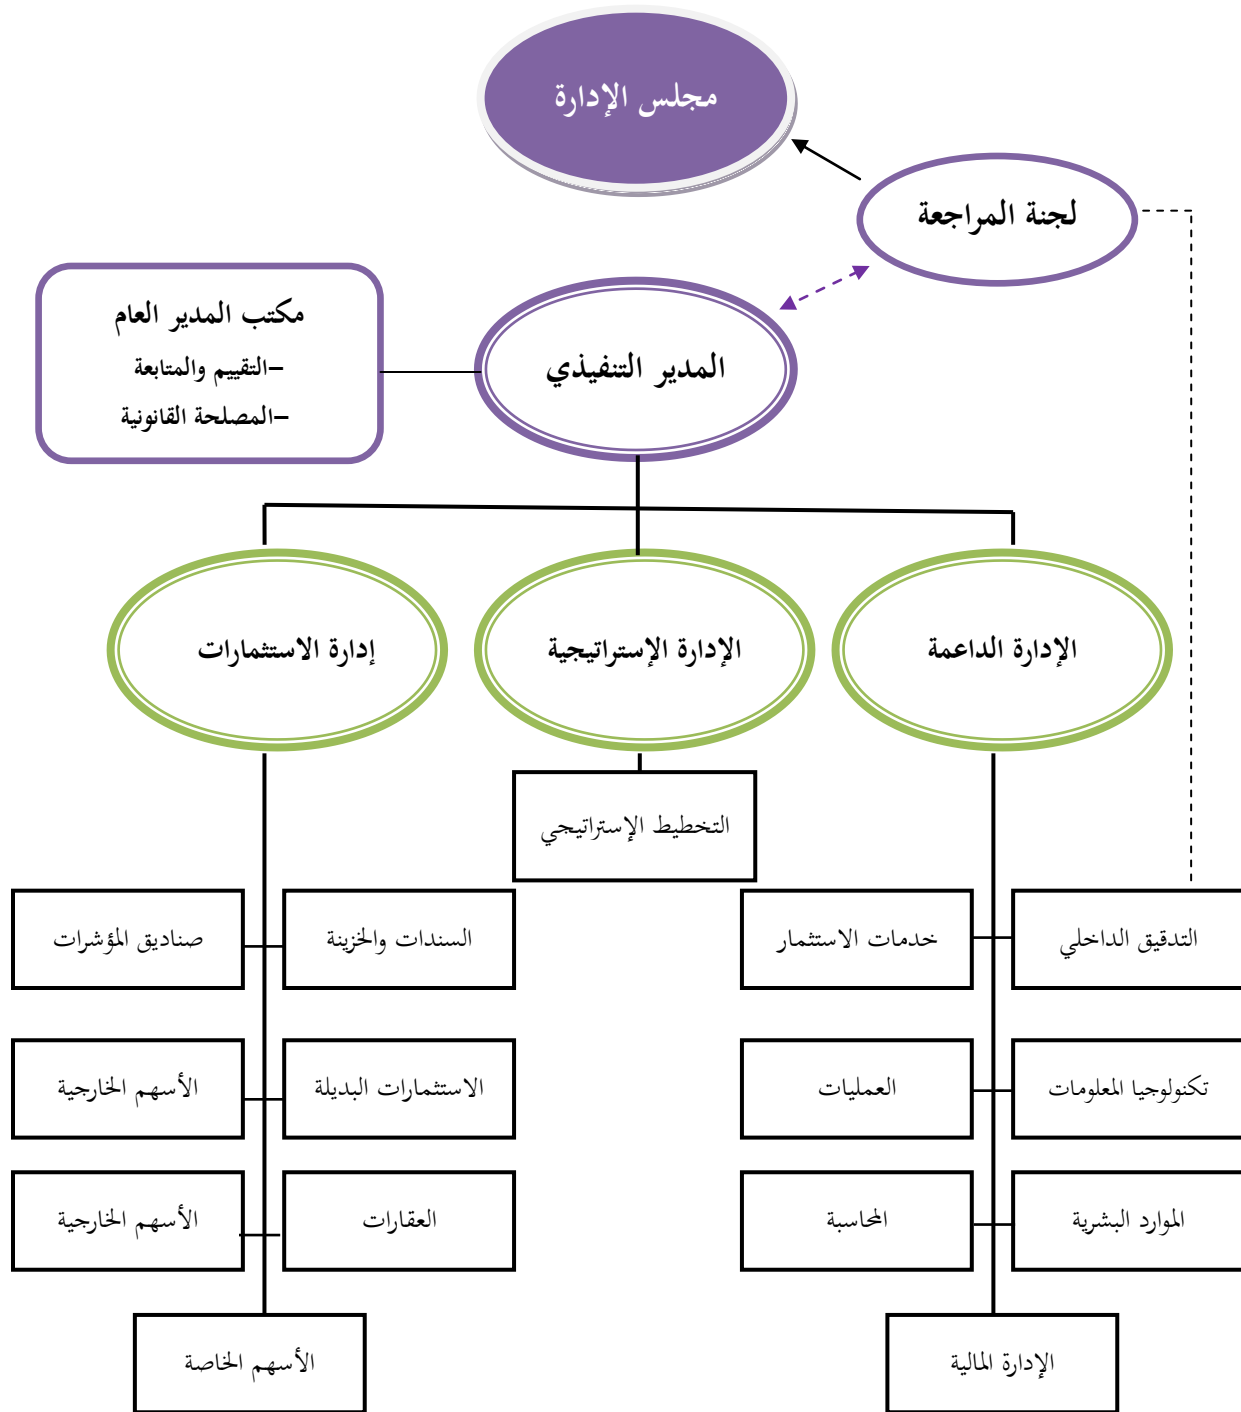 مجلس الإدارة
لجنة المراجعة
مكتب المدير العام
–التقييم والمتابعة
–المصلحة القانونية
المدير التنفيذي
الإدارة الداعمة
الإدارة الإستراتيجية
إدارة الاستثمارات
التخطيط الإستراتيجي
التدقيق الداخلي
خدمات الاستثمار
السندات والخزينة
صناديق المؤشرات
تكنولوجيا المعلومات
العمليات
الاستثمارات البديلة
الأسهم الخارجية
الموارد البشرية
المحاسبة
العقارات
الأسهم الخارجية
الإدارة المالية
الأسهم الخاصة